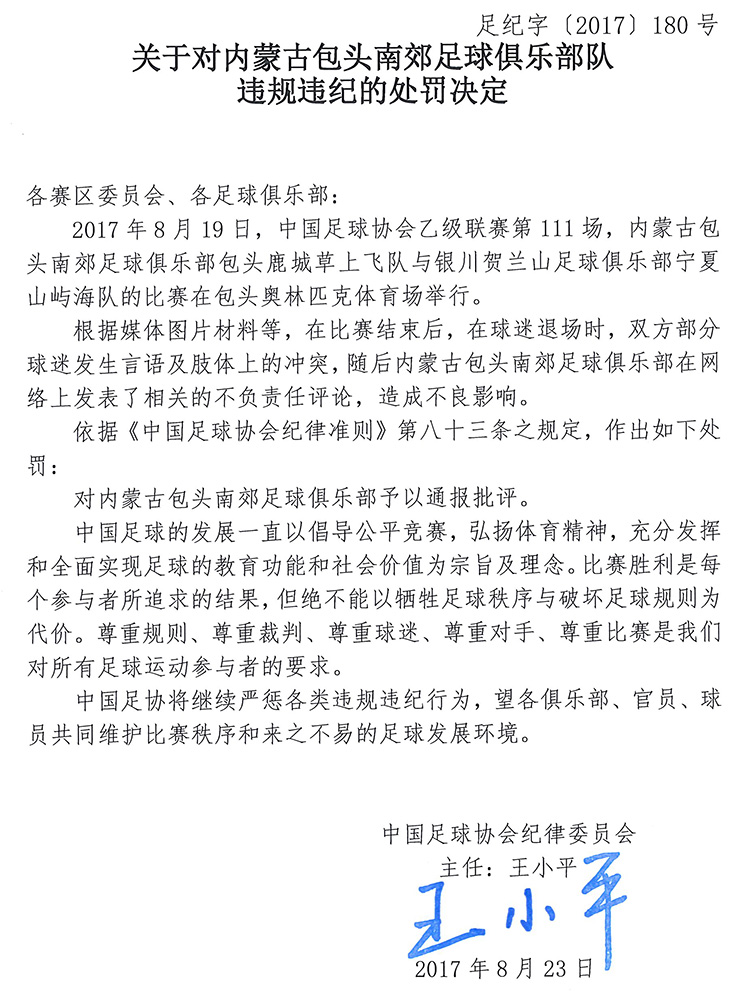 足纪字〔2017〕180号
关于对内蒙古包头南郊足球俱乐部队
违规违纪的处罚决定
各赛区委员会、各足球俱乐部：
2017年8月19日，中国足球协会乙级联赛第111场，内蒙古包
头南郊足球俱乐部包头鹿城草上飞队与银川贺兰山足球俱乐部宁夏
山屿海队的比赛在包头奥林匹克体育场举行。
根据媒体图片材料等，在比赛结束后，在球迷退场时，双方部分
球迷发生言语及肢体上的冲突，随后内蒙古包头南郊足球俱乐部在网
络上发表了相关的不负责任评论，造成不良影响。
依据《中国足球协会纪律准则》第八十三条之规定，作出如下处
罚：
对内蒙古包头南郊足球俱乐部予以通报批评。
中国足球的发展一直以倡导公平竞赛，弘扬体育精神，充分发挥
和全面实现足球的教育功能和社会价值为宗旨及理念。比赛胜利是每
个参与者所追求的结果，但绝不能以牺牲足球秩序与破坏足球规则为
代价。尊重规则、尊重裁判、尊重球迷、尊重对手、尊重比赛是我们
对所有足球运动参与者的要求。
中国足协将继续严惩各类违规违纪行为，望各俱乐部、官员、球
员共同维护比赛秩序和来之不易的足球发展环境。
中国足球协会纪律委员会
主任：王小平
王小平
2017年8月23日